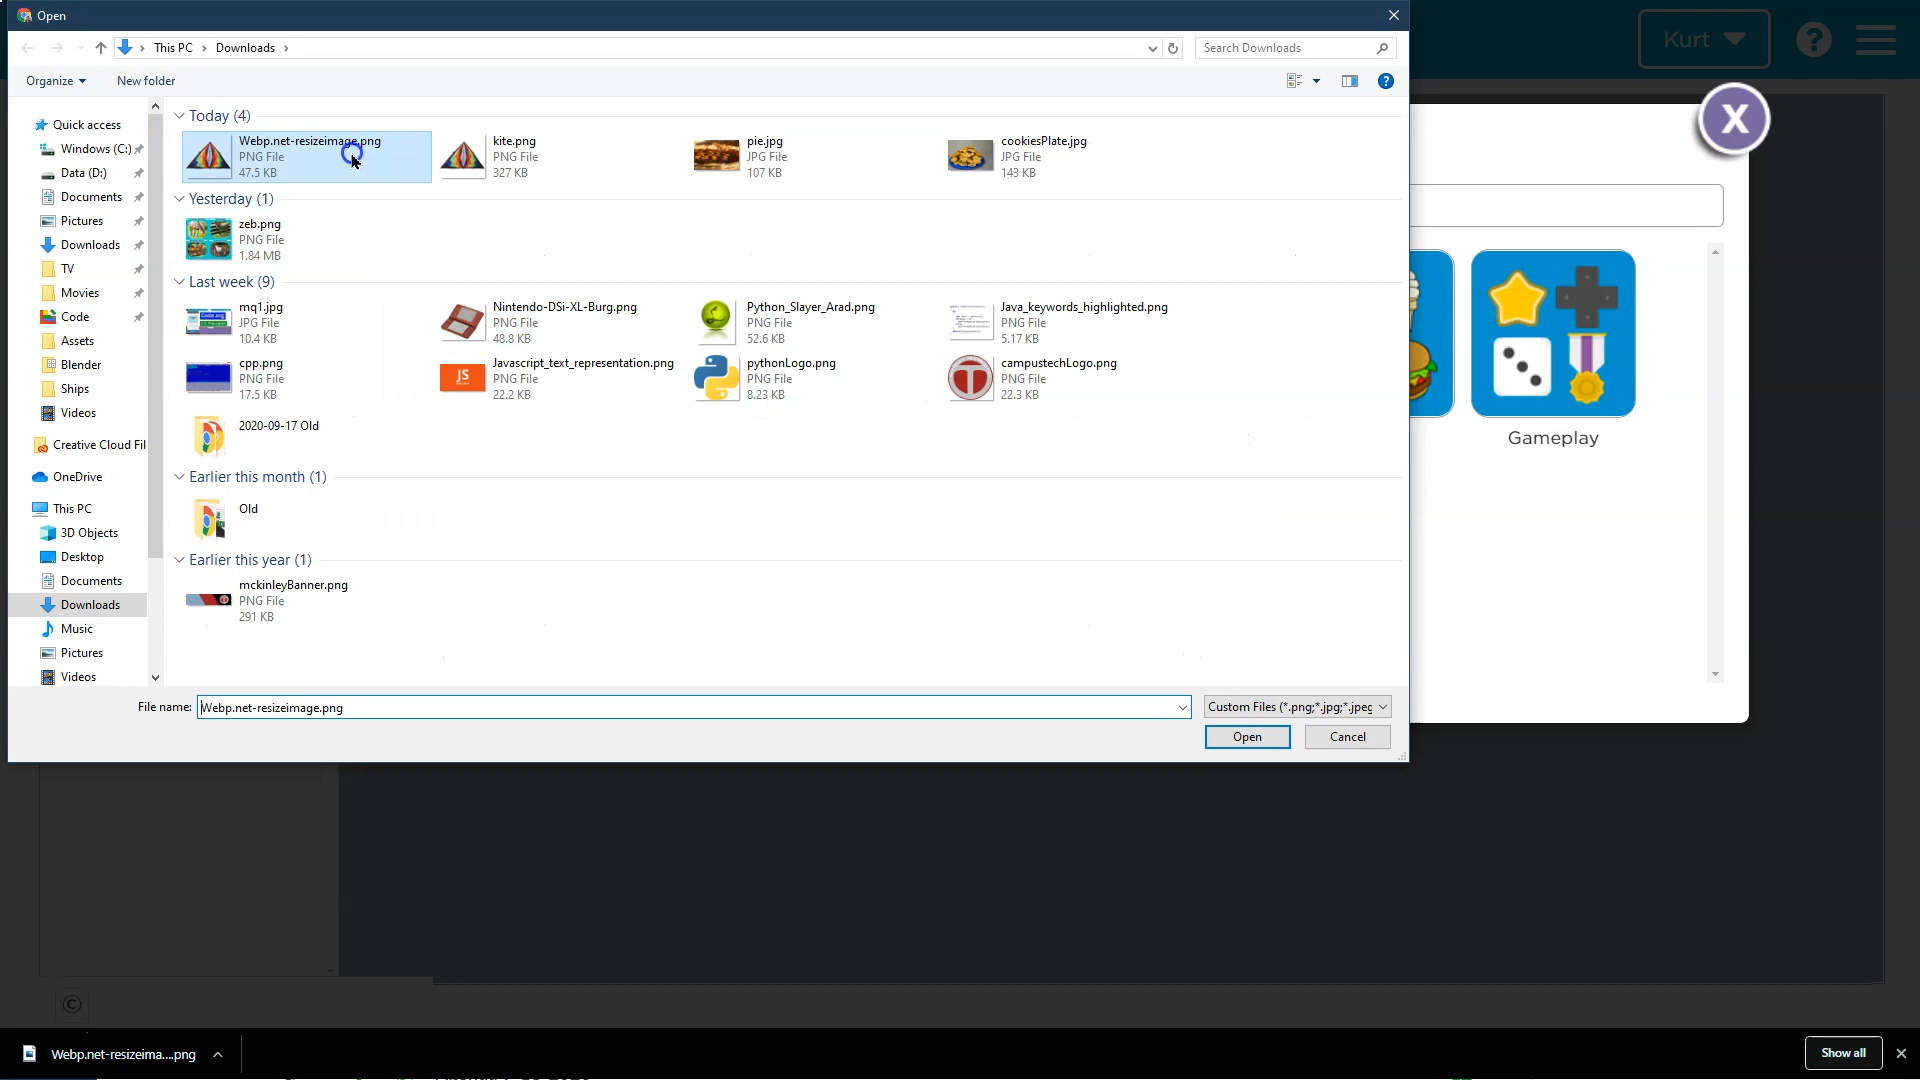 Open
This PC
Downloads
Search Downloads
Organize
New folder
Quick access
Windows (C:)
Data (D:)
Documents
Pictures
Downloads
TV
Movies
Code
Assets
Blender
Ships
Videos
Creative Cloud Fil
OneDrive
This PC
3D Objects
Desktop
Documents
Downloads
Music
Pictures
Videos
Today (4)
Webp.net-resizeimage.png
PNG File
47.5 KB
kite.png
PNG File
327 KB
pie.jpg
JPG File
107 KB
cookiesPlate.jpg
JPG File
143 KB
Yesterday (1)
zeb.png
PNG File
1.84 MB
Last week (9)
mq1.jpg
JPG File
10.4 KB
Nintendo-DSi-XL-Burg.png
PNG File
48.8 KB
Python_Slayer_Arad.png
PNG File
52.6 KB
Java_keywords_highlighted.png
PNG File
5.17 KB
cpp.png
PNG File
17.5 KB
JS
Javascript_text_representation.png
PNG File
22.2 KB
pythonLogo.png
PNG File
8.23 KB
campustechLogo.png
PNG File
22.3 KB
2020-09-17 Old
Earlier this month (1)
Old
Earlier this year (1)
mckinleyBanner.png
PNG File
291 KB
File name:
Webp.net-resizeimage.png
Custom Files (*.png;*.jpg;*.jpeg
Open
Cancel
Kurt
?
X
Gameplay
©
Webp.net-resizeima....png
Show all